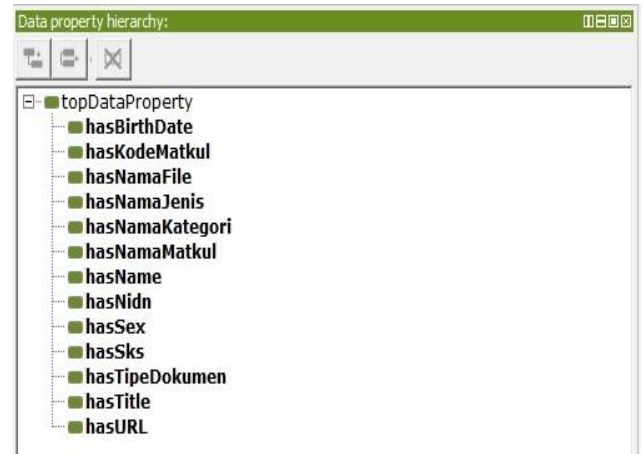 Data property hierarchy:
topDataProperty
hasBirthDate
hasKodeMatkul
hasNamaFile
hasNamaJenis
hasNamaKategori
hasNamaMatkul
hasName
hasNidn
hasSex
hasSks
hasTipeDokumen
hasTitle
hasURL